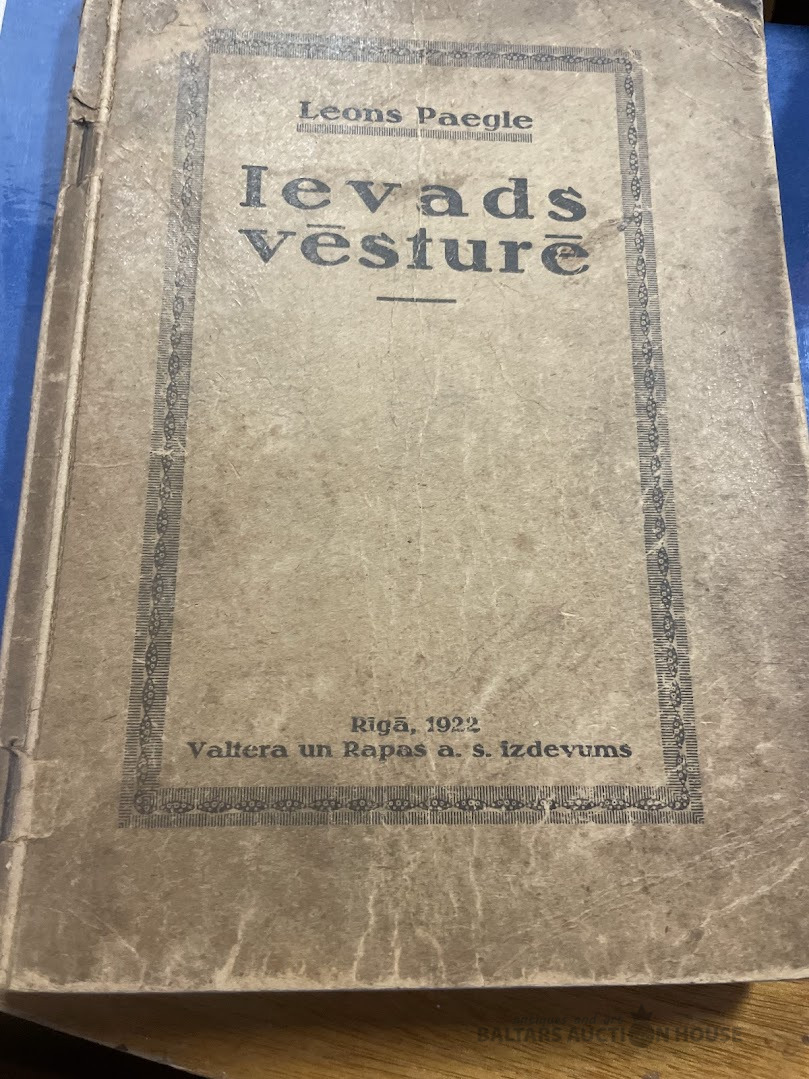 Leons Paegle
Ievads
vēsturē
Rīgā, 1922
Valtera un Rapas a. s. izdevums
BALTARS AUCTION HOUSE